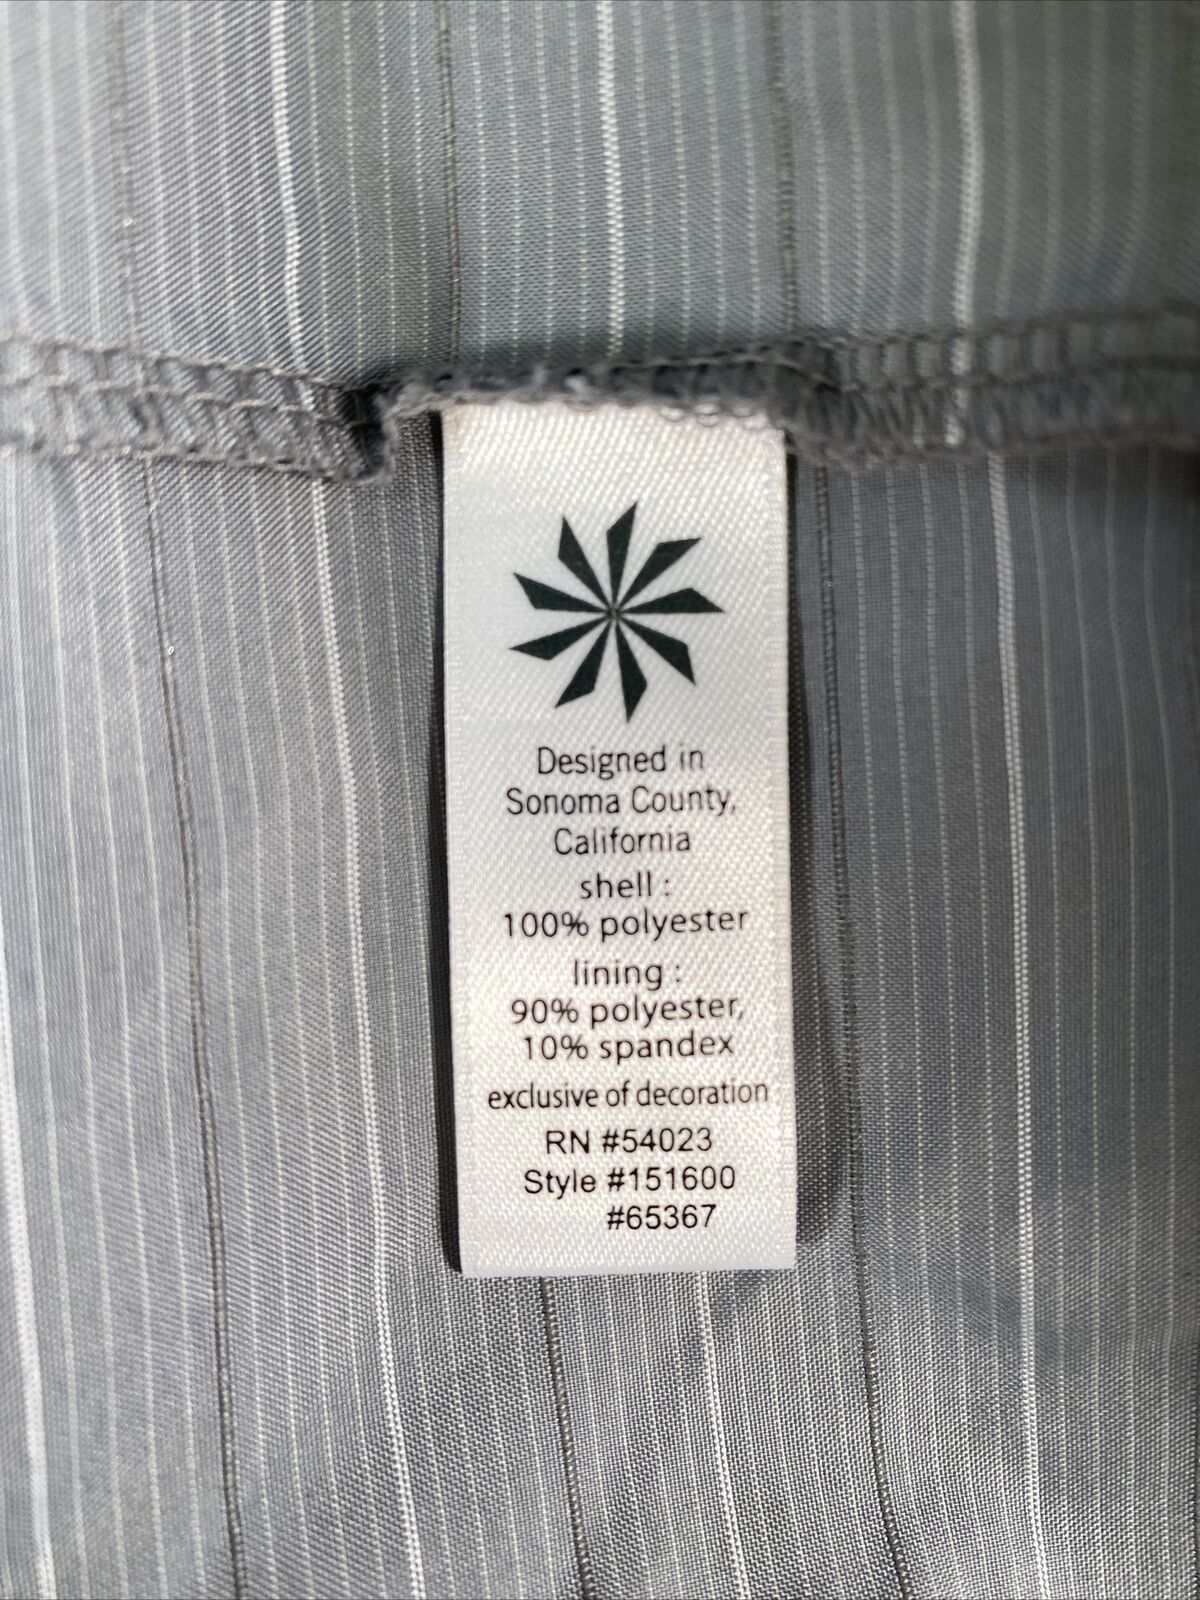 Designed in
Sonoma County,
California
shell :
100% polyester
lining :
90% polyester,
10% spandex
exclusive of decoration
RN #54023
Style #151600
#65367